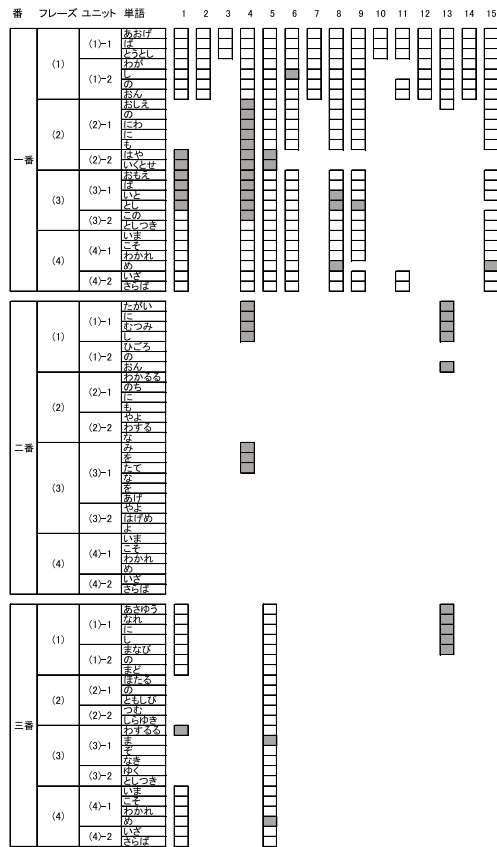 番 フレーズ ユニット 単語 1 2 3 4 5 6 7 8 9 10 11 12 13 14 15
一番
(1)
(1)-1
あおげ
ば
とうとし
(1)-2
わが
し
の
おん
(2)
(2)-1
おしえ
の
にわ
に
も
(2)-2
はや
いくとせ
(3)
(3)-1
おもえ
ば
いと
とし
(3)-2
この
としつき
(4)
(4)-1
いま
こそ
わかれ
め
(4)-2
いざ
さらば
二番
(1)
(1)-1
たがい
に
むつみ
し
(1)-2
ひごろ
の
おん
(2)
(2)-1
わかるる
のち
に
も
(2)-2
やよ
わする
な
(3)
(3)-1
み
を
たて
な
を
あげ
(3)-2
やよ
はげめ
よ
(4)
(4)-1
いま
こそ
わかれ
め
(4)-2
いざ
さらば
三番
(1)
(1)-1
あさゆう
なれ
に
し
(1)-2
まなび
の
まど
(2)
(2)-1
ほたる
の
ともしび
(2)-2
つむ
しらゆき
(3)
(3)-1
わするる
ま
ぞ
なき
(3)-2
ゆく
としつき
(4)
(4)-1
いま
こそ
わかれ
め
(4)-2
いざ
さらば